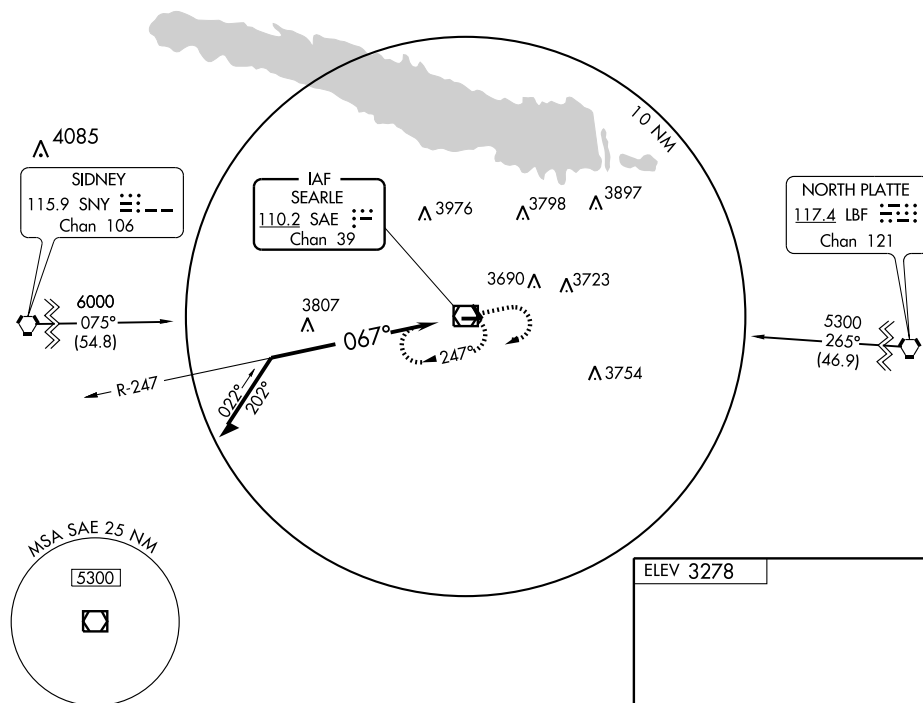 10 NM
4085
SIDNEY
115.9 SNY
Chan 106
IAF
SEARLE
110.2 SAE
Chan 39
3976
3798
3897
NORTH PLATTE
117.4 LBF
Chan 121
3690
3723
6000
075°
(54.8)
3807
067°
247°
5300
265°
(46.9)
R-247
022°
202°
3754
MSA SAE 25 NM
5300
ELEV 3278